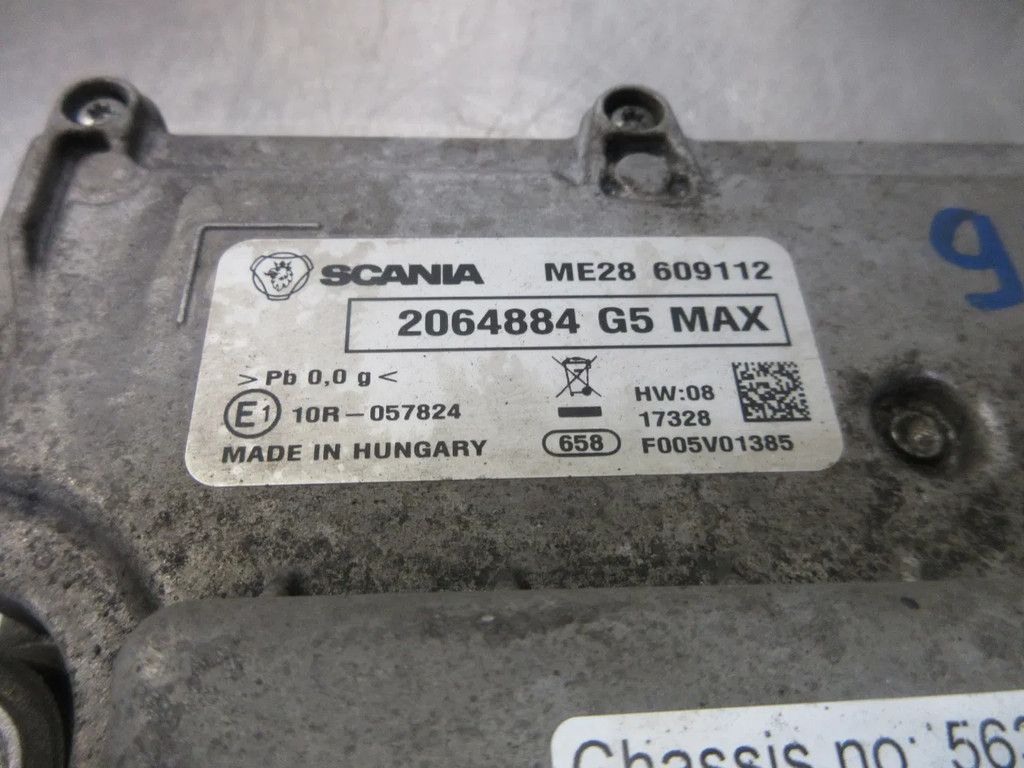 SCANIA ME28 609112
2064884 G5 MAX
>Pb 0,0 g<
E1 10R-057824
HW:08
17328
MADE IN HUNGARY
658
F005V01385
9
Chassis no: 563